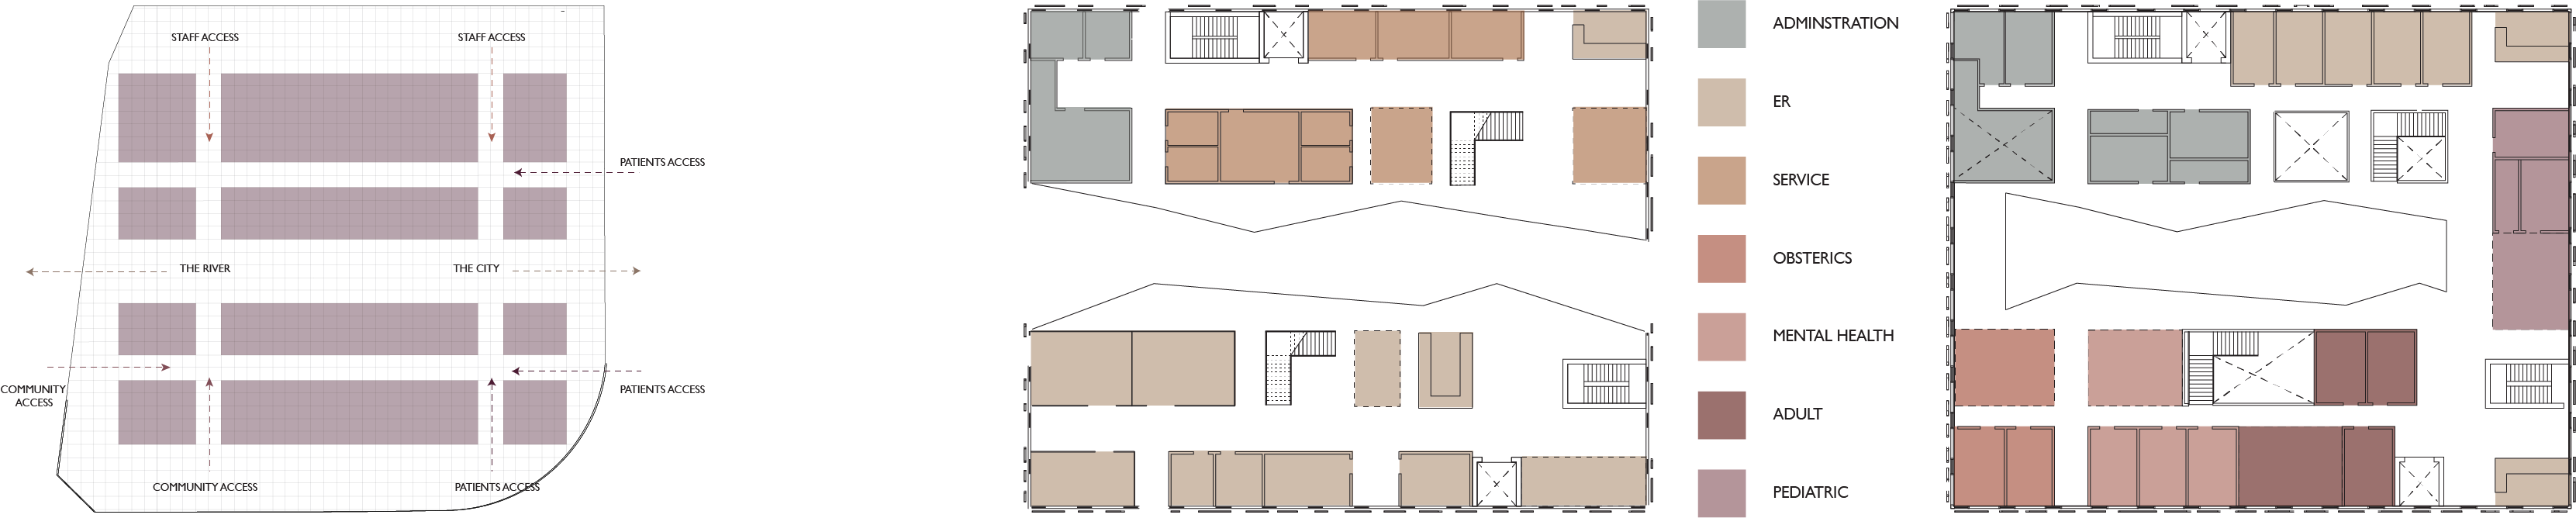 STAFF ACCESS
STAFF ACCESS
PATIENTS ACCESS
THE RIVER
THE CITY
COMMUNITY
ACCESS
PATIENTS ACCESS
COMMUNITY ACCESS
PATIENTS ACCESS
ADMINSTRATION
ER
SERVICE
OBSTERICS
MENTAL HEALTH
ADULT
PEDIATRIC